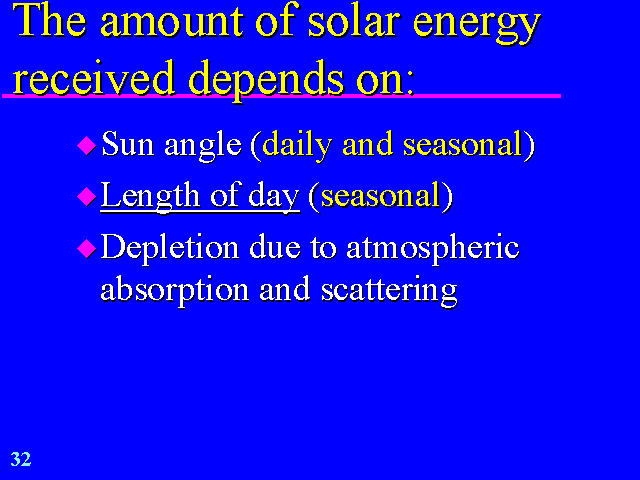 The amount of solar energy
received depends on:
Sun angle (daily and seasonal)
Length of day (seasonal)
Depletion due to atmospheric
absorption and scattering
32